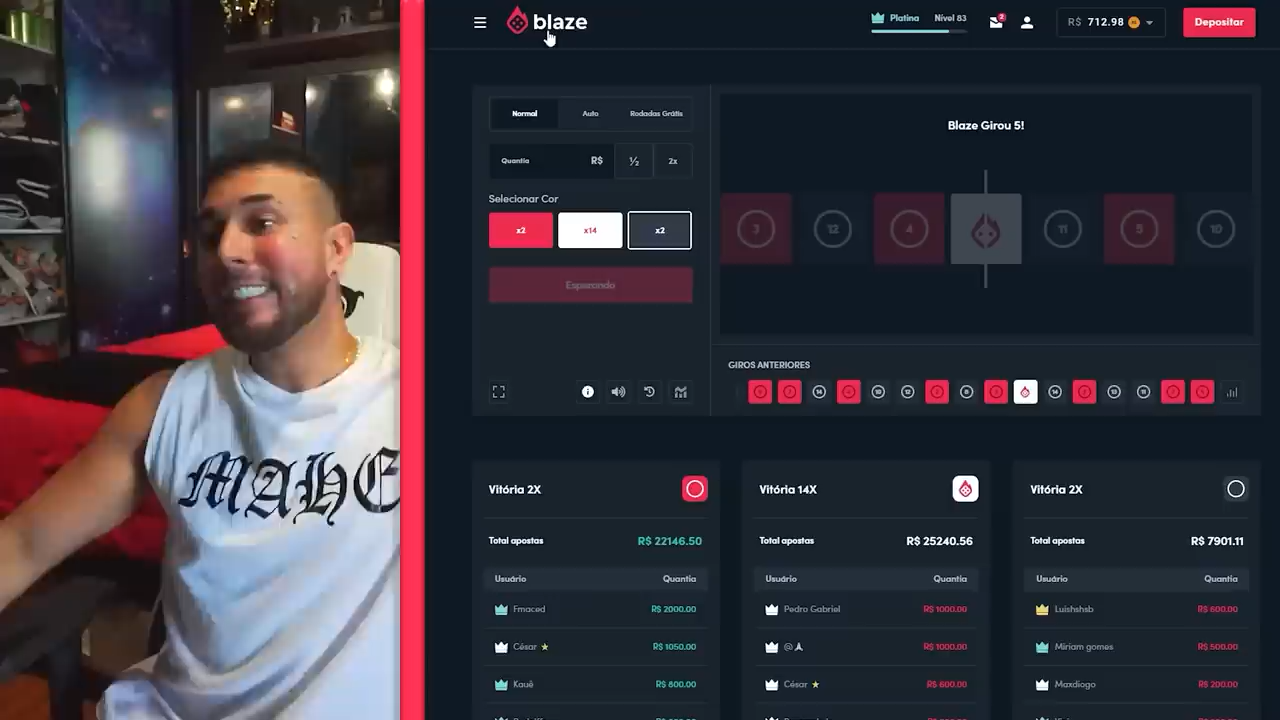 blaze
Platina Nível 83
2
R$ 712.98
Depositar
Normal Auto Rodadas Grátis
Quantia R$ ½ 2x
Selecionar Cor
x2 x14 x2
Esperando
Blaze Girou 5!
3 12 4 11 5 10
GIROS ANTERIORES
Vitória 2X
Total apostas R$ 22146.50
Usuário Quantia
Fmaced R$ 2000.00
César R$ 1050.00
Kauê R$ 800.00
Vitória 14X
Total apostas R$ 25240.56
Usuário Quantia
Pedro Gabriel R$ 1000.00
@ R$ 1000.00
César R$ 600.00
Vitória 2X
Total apostas R$ 7901.11
Usuário Quantia
Luishshsb R$ 600.00
Miriam gomes R$ 500.00
Maxdiogo R$ 200.00
MAHE